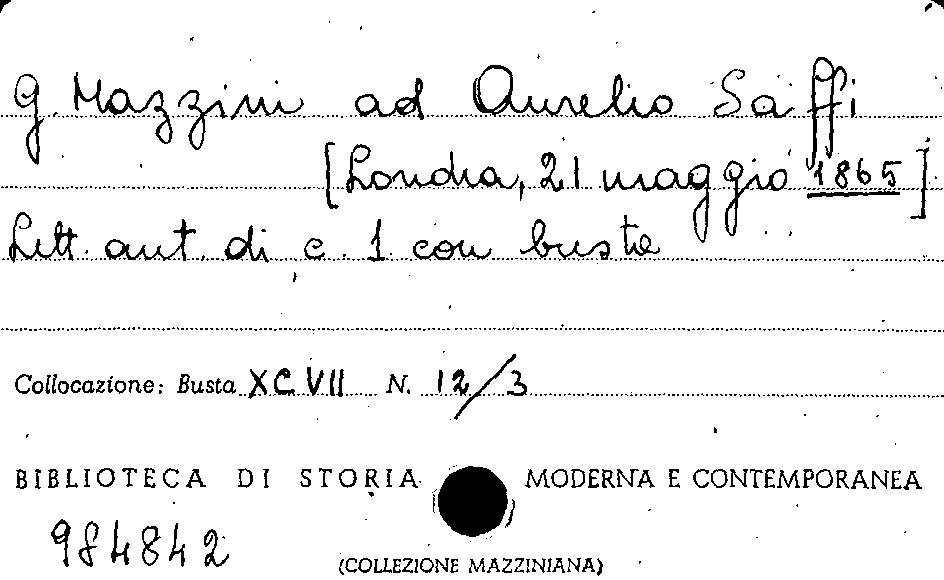 G. Mazzini ad Aurelio Saffi
[Londra, 21 maggio 1865]
Lett. aut. di c. 1 con busta
Collocazione: Busta XCVII N. 12/3
BIBLIOTECA DI STORIA MODERNA E CONTEMPORANEA
984842
(COLLEZIONE MAZZINIANA)